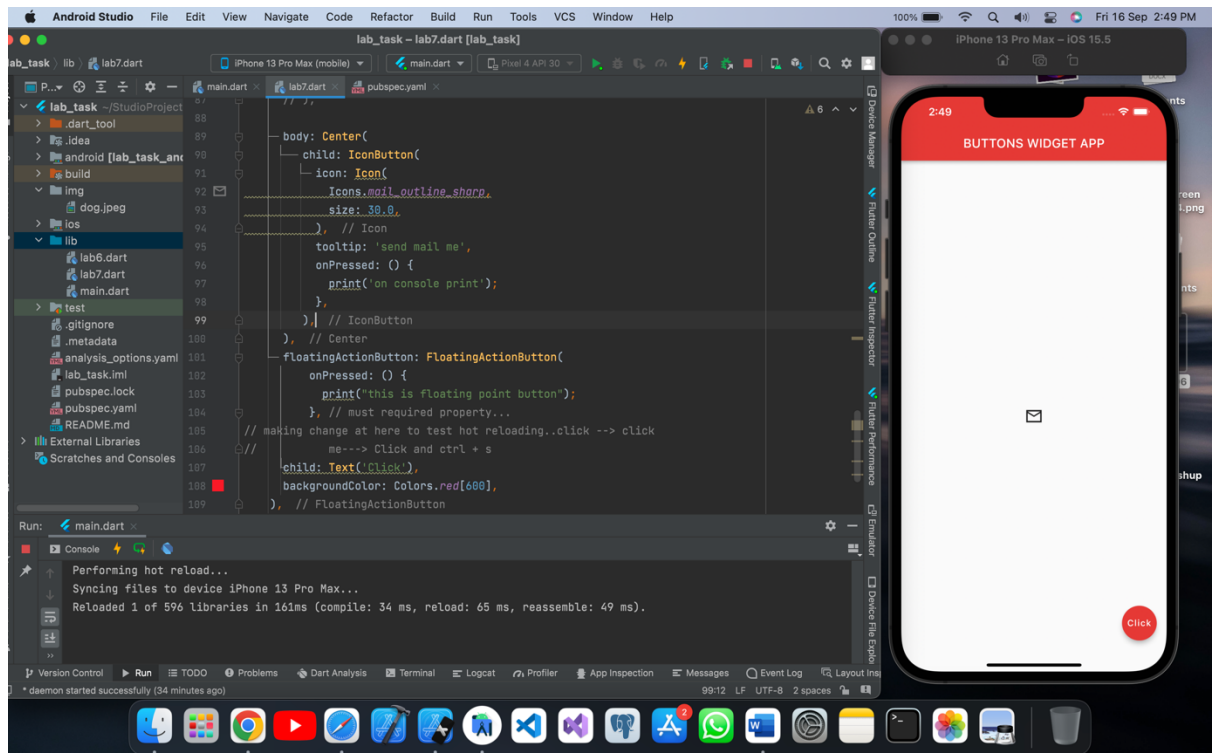 Android Studio File Edit View Navigate Code Refactor Build Run Tools VCS Window Help
100% Fri 16 Sep 2:49 PM
lab_task – lab7.dart [lab_task]
lab_task lib lab7.dart
iPhone 13 Pro Max (mobile) main.dart Pixel 4 API 30
P...
main.dart lab7.dart pubspec.yaml
lab_task ~/StudioProject
.dart_tool
.idea
android [lab_task_and
build
img
dog.jpeg
ios
lib
lab6.dart
lab7.dart
main.dart
test
.gitignore
.metadata
analysis_options.yaml
lab_task.iml
pubspec.lock
pubspec.yaml
README.md
External Libraries
Scratches and Consoles
6
87 // ),
88
89 body: Center(
90 child: IconButton(
91 icon: Icon(
92 Icons.mail_outline_sharp,
93 size: 30.0,
94 ), // Icon
95 tooltip: 'send mail me',
96 onPressed: () {
97 print('on console print');
98 },
99 ), // IconButton
100 ), // Center
101 floatingActionButton: FloatingActionButton(
102 onPressed: () {
103 print("this is floating point button");
104 }, // must required property...
105 // making change at here to test hot reloading..click --> click
106 // me---> Click and ctrl + s
107 child: Text('Click'),
108 backgroundColor: Colors.red[600],
109 ), // FloatingActionButton
Device Manager
Flutter Outline
Flutter Inspector
Flutter Performance
Emulator
Device File Explo
Run: main.dart
Console
Performing hot reload...
Syncing files to device iPhone 13 Pro Max...
Reloaded 1 of 596 libraries in 161ms (compile: 34 ms, reload: 65 ms, reassemble: 49 ms).
Version Control Run TODO Problems Dart Analysis Terminal Logcat Profiler App Inspection Messages Event Log Layout Ins
* daemon started successfully (34 minutes ago)
99:12 LF UTF-8 2 spaces
iPhone 13 Pro Max – iOS 15.5
2:49
BUTTONS WIDGET APP
Click
nts
reen
.png
nts
shup
2